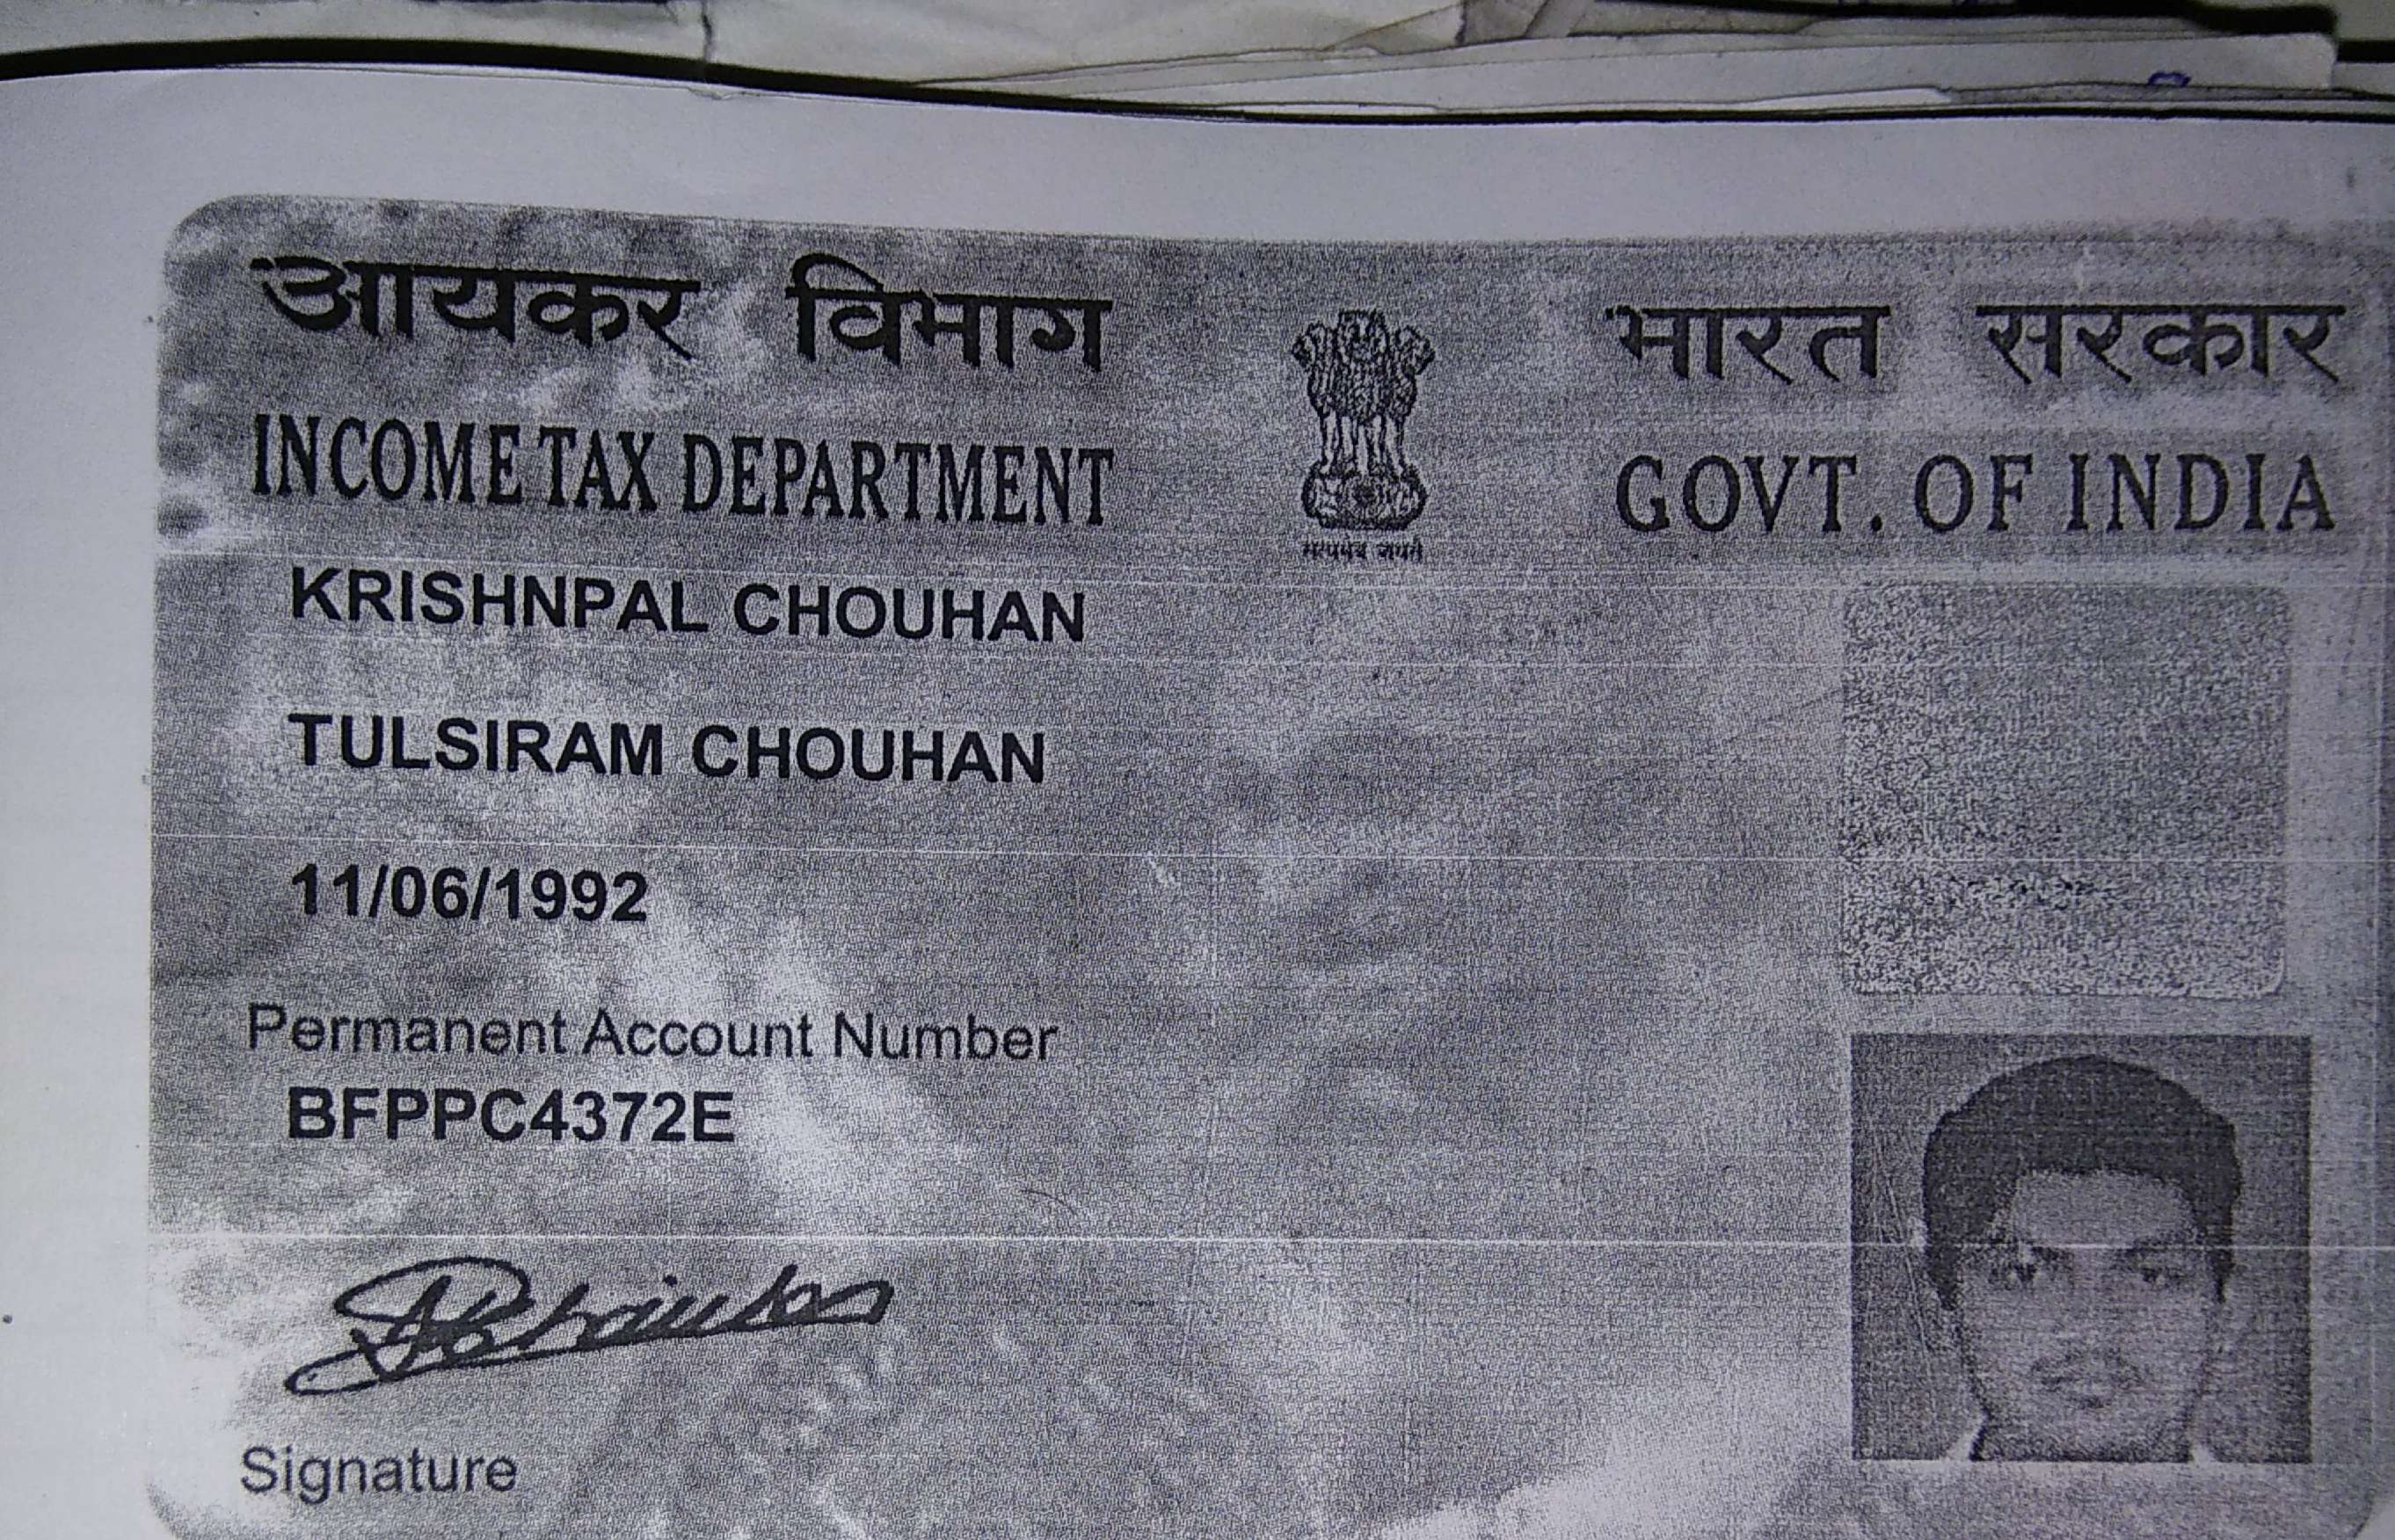 आयकर विभाग
भारत सरकार
INCOME TAX DEPARTMENT
GOVT. OF INDIA
सत्यमेव जयते
KRISHNPAL CHOUHAN
TULSIRAM CHOUHAN
11/06/1992
Permanent Account Number
BFPPC4372E
Signature